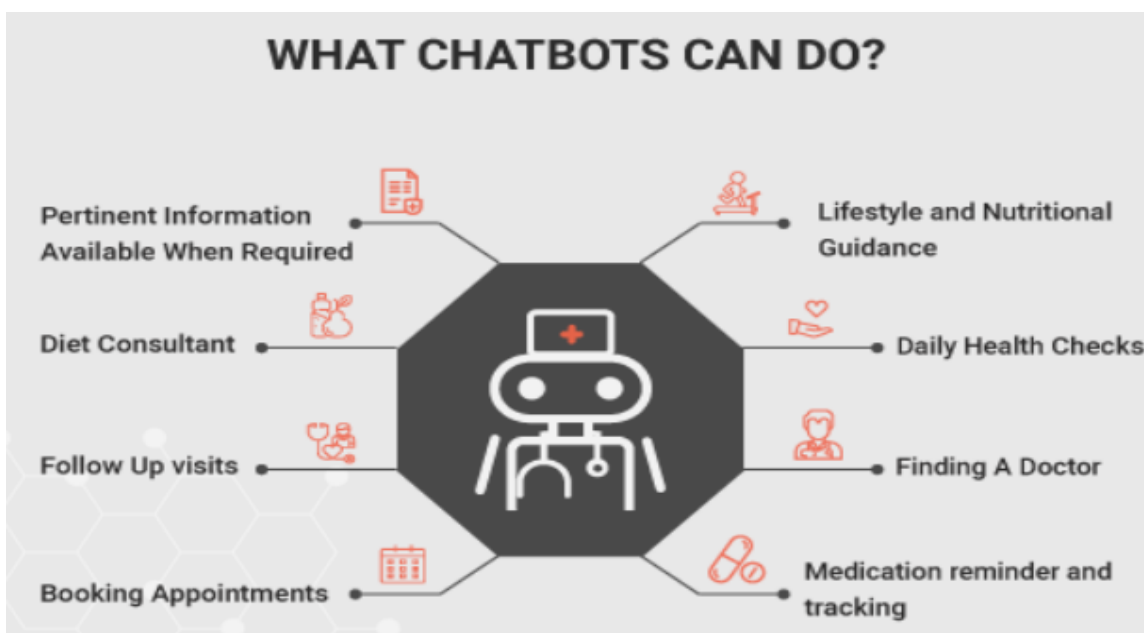 WHAT CHATBOTS CAN DO?
Pertinent Information
Available When Required
Diet Consultant
Follow Up visits
Booking Appointments
Lifestyle and Nutritional
Guidance
Daily Health Checks
Finding A Doctor
Medication reminder and
tracking